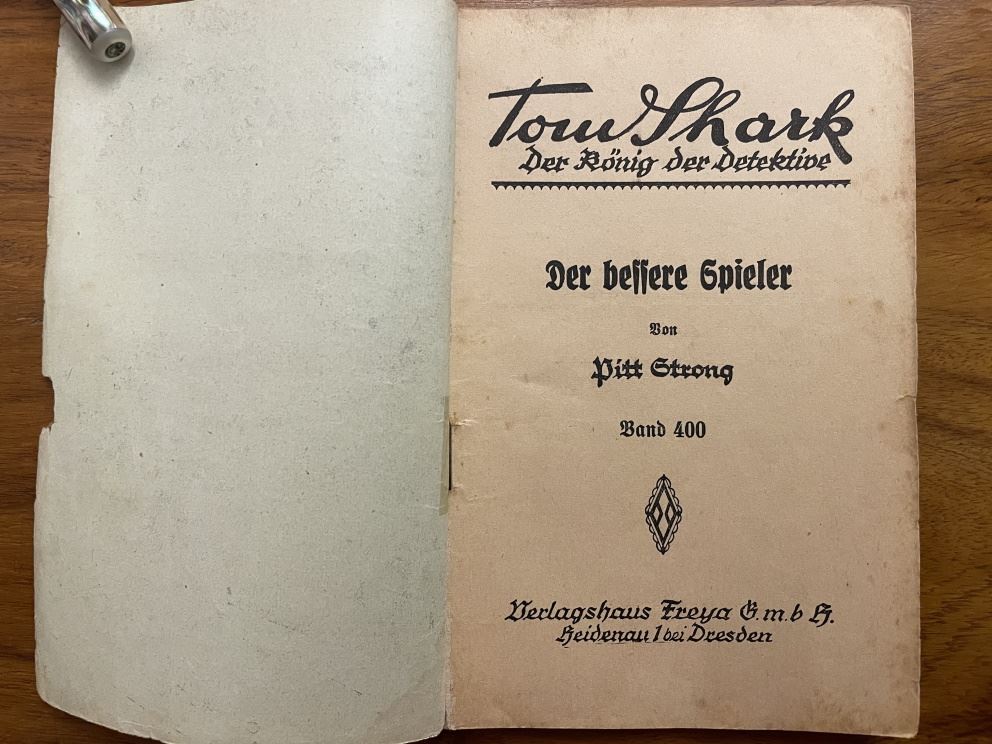 Tom Shark
Der König der Detektive
Der bessere Spieler
Von
Pitt Strong
Band 400
Verlagshaus Freya G.m.b H.
Heidenau 1 bei Dresden